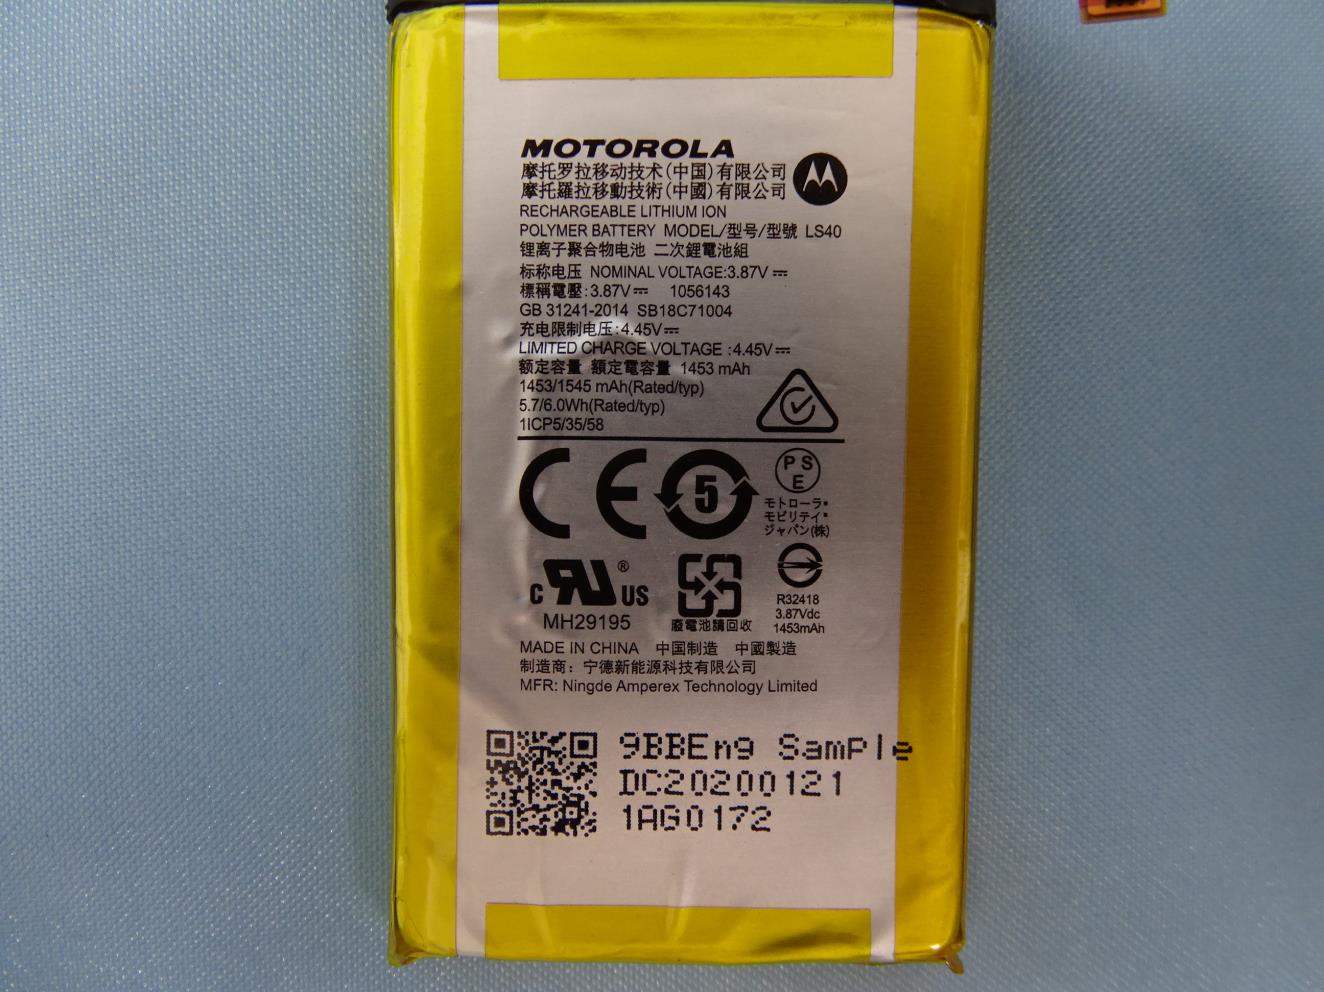 MOTOROLA
摩托罗拉移动技术(中国)有限公司
摩托羅拉移動技術(中國)有限公司
RECHARGEABLE LITHIUM ION
POLYMER BATTERY MODEL/型号/型號 LS40
锂离子聚合物电池 二次鋰電池組
标称电压 NOMINAL VOLTAGE:3.87V⎓
標稱電壓:3.87V⎓ 1056143
GB 31241-2014 SB18C71004
充电限制电压:4.45V⎓
LIMITED CHARGE VOLTAGE :4.45V⎓
额定容量 額定電容量 1453 mAh
1453/1545 mAh(Rated/typ)
5.7/6.0Wh(Rated/typ)
1ICP5/35/58
CE
5
PS
E
モトローラ・
モビリティ・
ジャパン(株)
c RU ® US
MH29195
廢電池請回收
R32418
3.87Vdc
1453mAh
MADE IN CHINA 中国制造 中國製造
制造商：宁德新能源科技有限公司
MFR: Ningde Amperex Technology Limited
9BBEng Sample
DC20200121
1AG0172